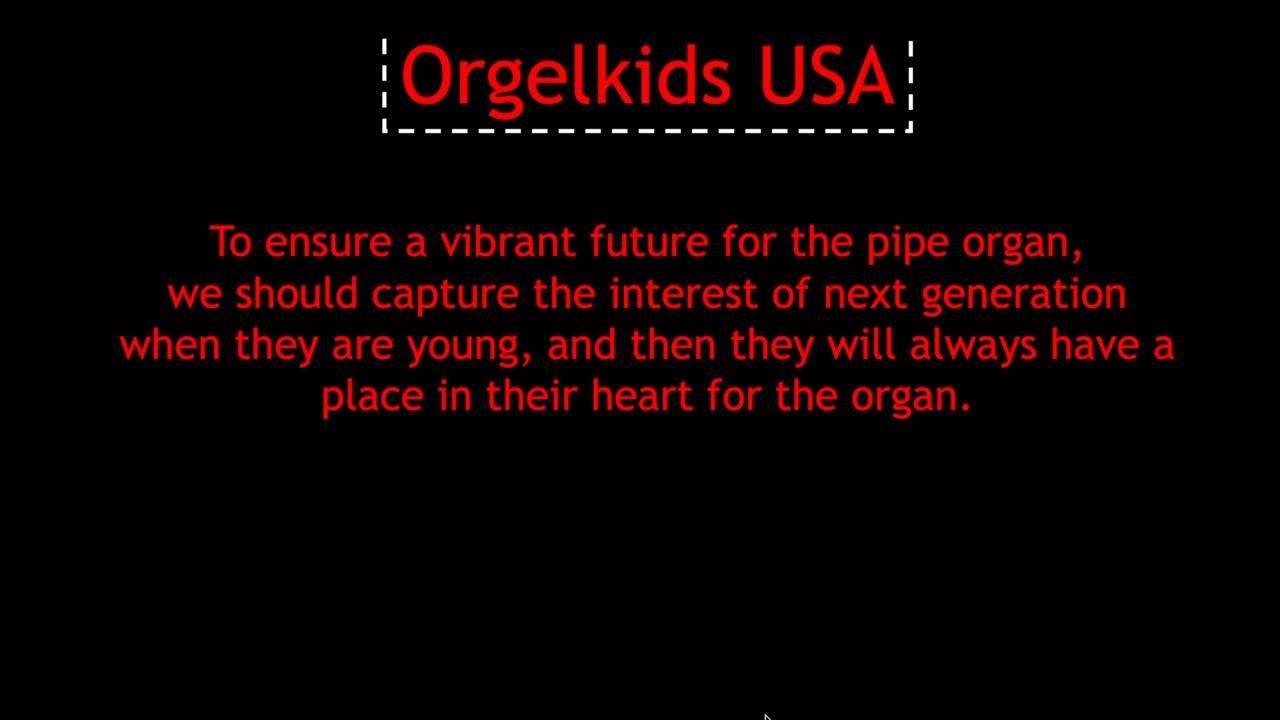 Orgelkids USA
To ensure a vibrant future for the pipe organ,
we should capture the interest of next generation
when they are young, and then they will always have a
place in their heart for the organ.